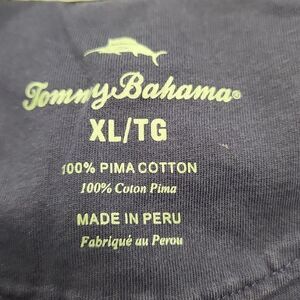 Tommy Bahama®
XL/TG
100% PIMA COTTON
100% Coton Pima
MADE IN PERU
Fabriqué au Perou